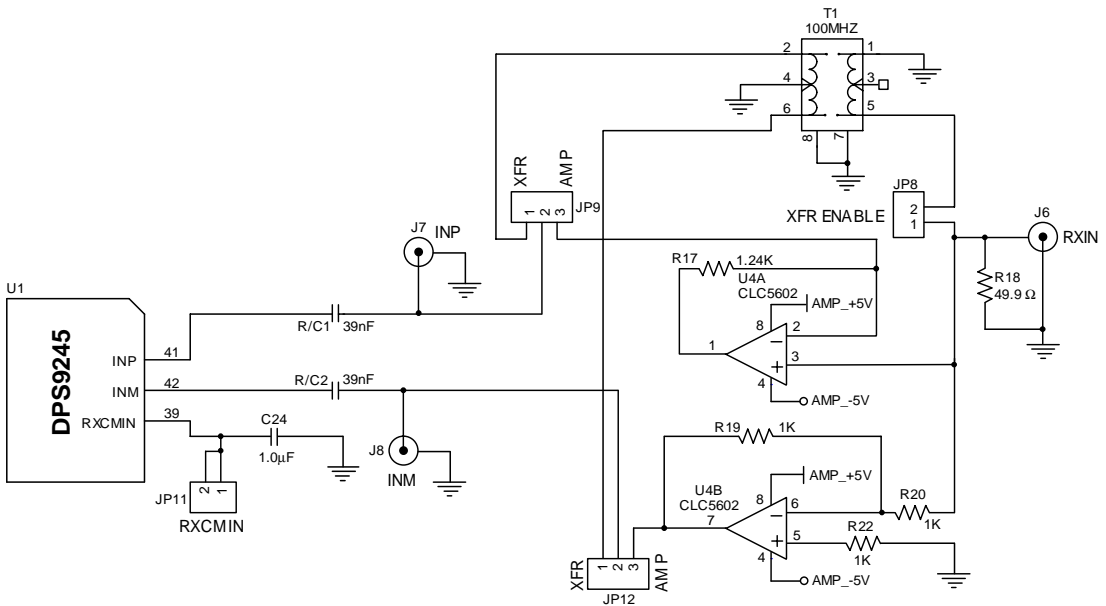 T1
100MHZ
2
1
4
3
6
5
8
7
XFR
AMP
1
2
3
JP9
JP8
2
1
XFR ENABLE
J6
RXIN
J7
INP
R17
1.24K
U4A
CLC5602
AMP_+5V
8
2
1
3
4
AMP_-5V
R18
49.9 Ω
U1
DPS9245
INP
41
INM
42
RXCMIN
39
R/C1
39nF
R/C2
39nF
C24
1.0µF
J8
INM
JP11
2
1
RXCMIN
R19
1K
U4B
CLC5602
AMP_+5V
8
6
7
5
4
AMP_-5V
R20
1K
R22
1K
XFR
1
2
3
AMP
JP12